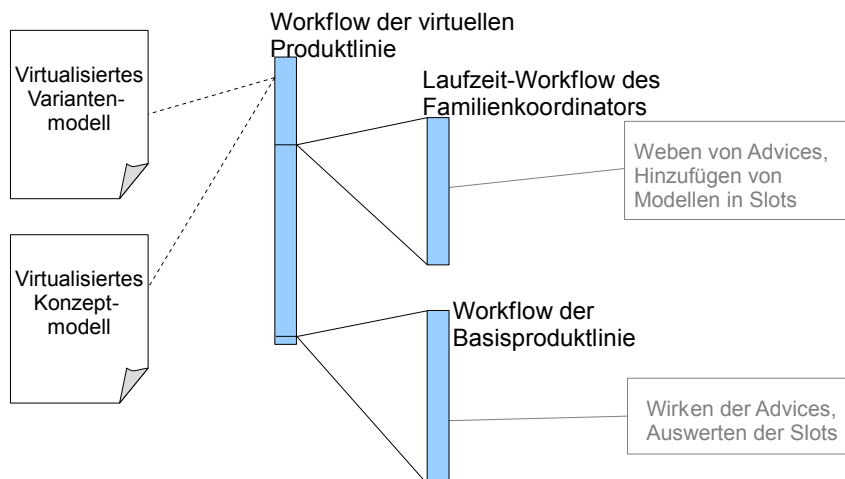 Workflow der virtuellen
Produktlinie
Virtualisiertes
Varianten-
modell
Laufzeit-Workflow des
Familienkoordinators
Weben von Advices,
Hinzufügen von
Modellen in Slots
Virtualisiertes
Konzept-
modell
Workflow der
Basisproduktlinie
Wirken der Advices,
Auswerten der Slots